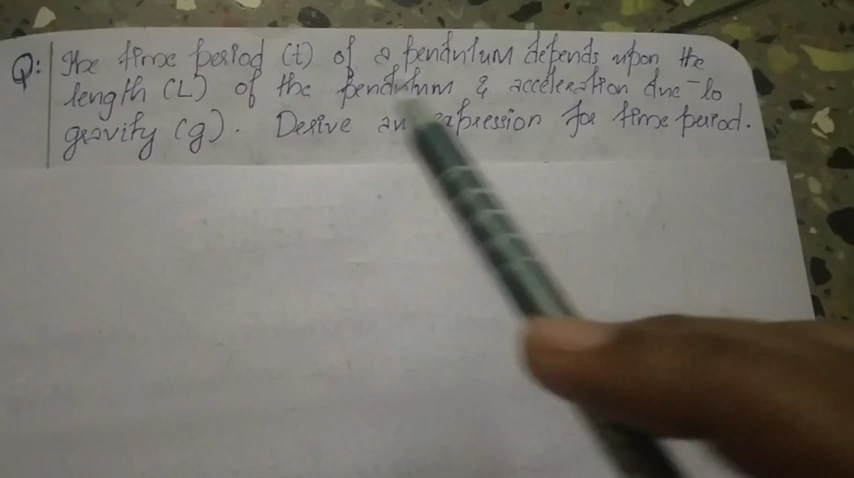 Q: The time period (t) of a pendulum depends upon the
length (L) of the pendulum & acceleration due to
gravity (g). Derive an expression for time period.